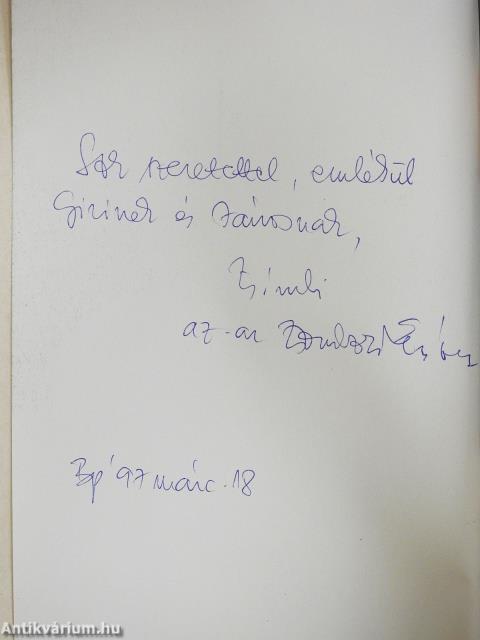 Sok szeretettel, emlékül
Gizinek és Jánosnak,
az-az
Bp '97 márc. 18
Antikvárium.hu